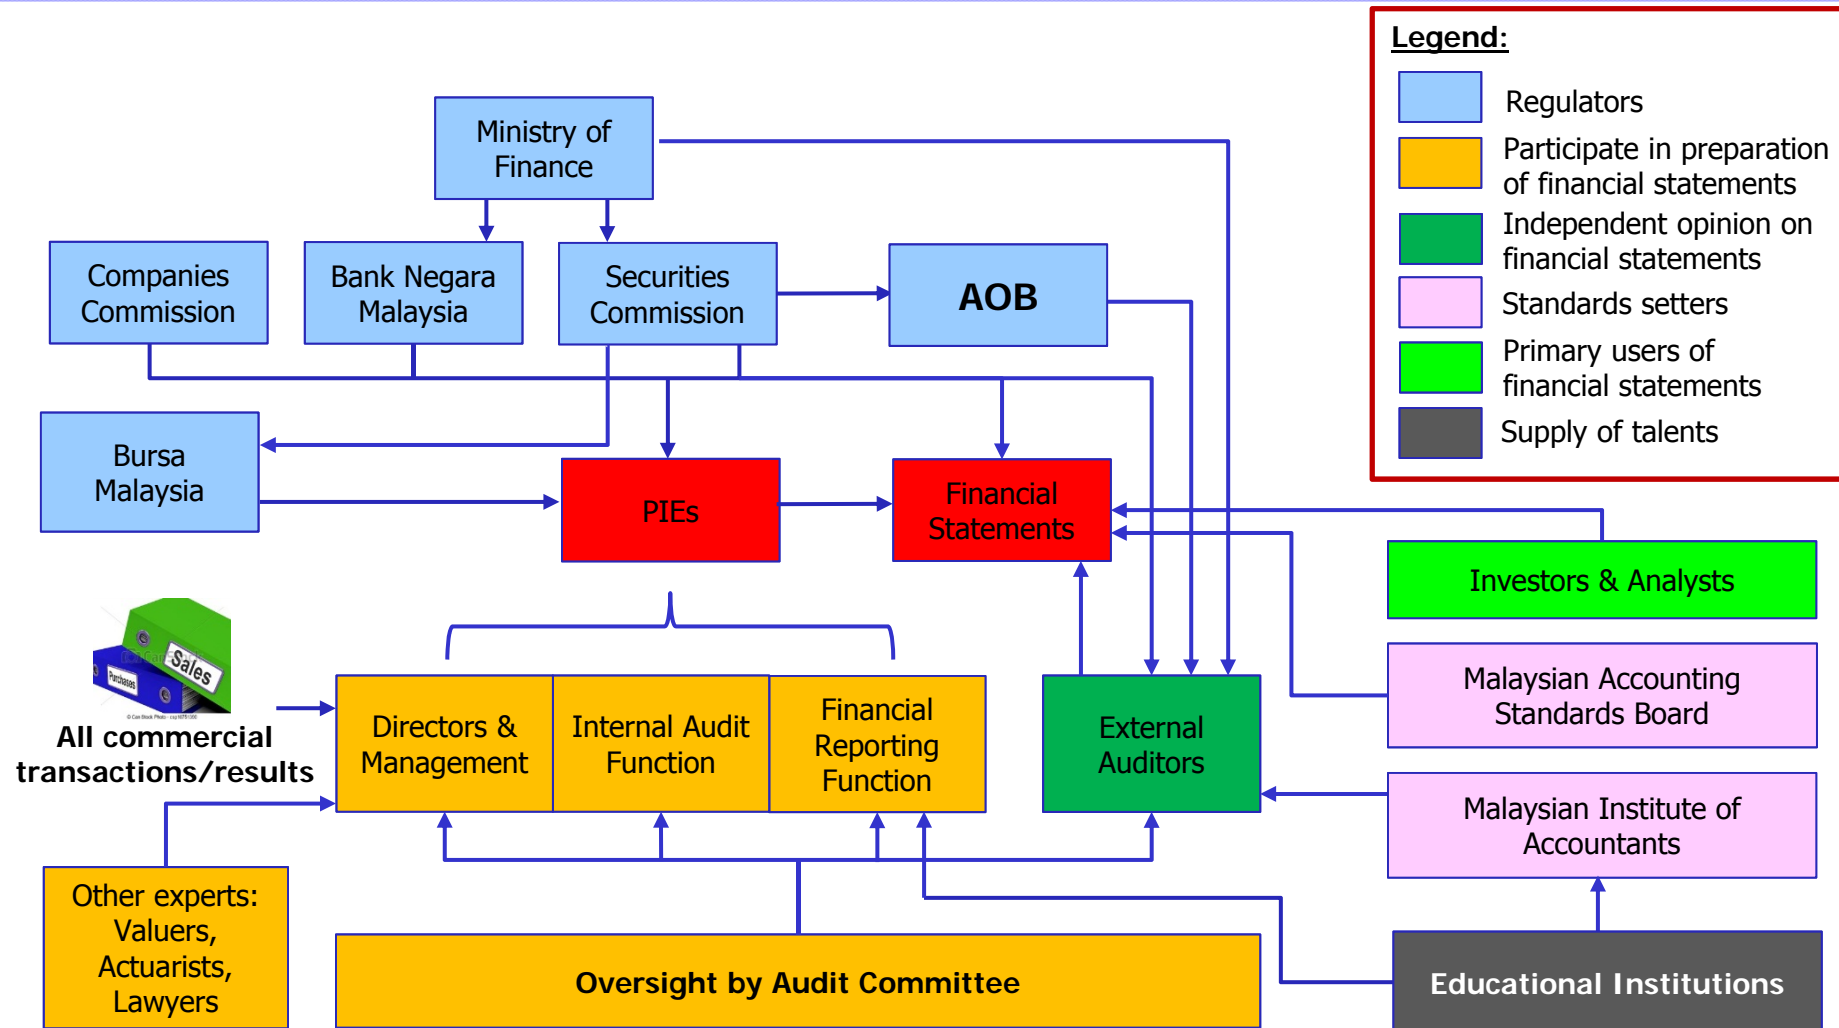 Legend:
Regulators
Participate in preparation
of financial statements
Independent opinion on
financial statements
Standards setters
Primary users of
financial statements
Supply of talents
Ministry of
Finance
Companies
Commission
Bank Negara
Malaysia
Securities
Commission
AOB
Bursa
Malaysia
PIEs
Financial
Statements
Investors & Analysts
Sales
Purchases
All commercial
transactions/results
Directors &
Management
Internal Audit
Function
Financial
Reporting
Function
External
Auditors
Malaysian Accounting
Standards Board
Malaysian Institute of
Accountants
Other experts:
Valuers,
Actuarists,
Lawyers
Oversight by Audit Committee
Educational Institutions